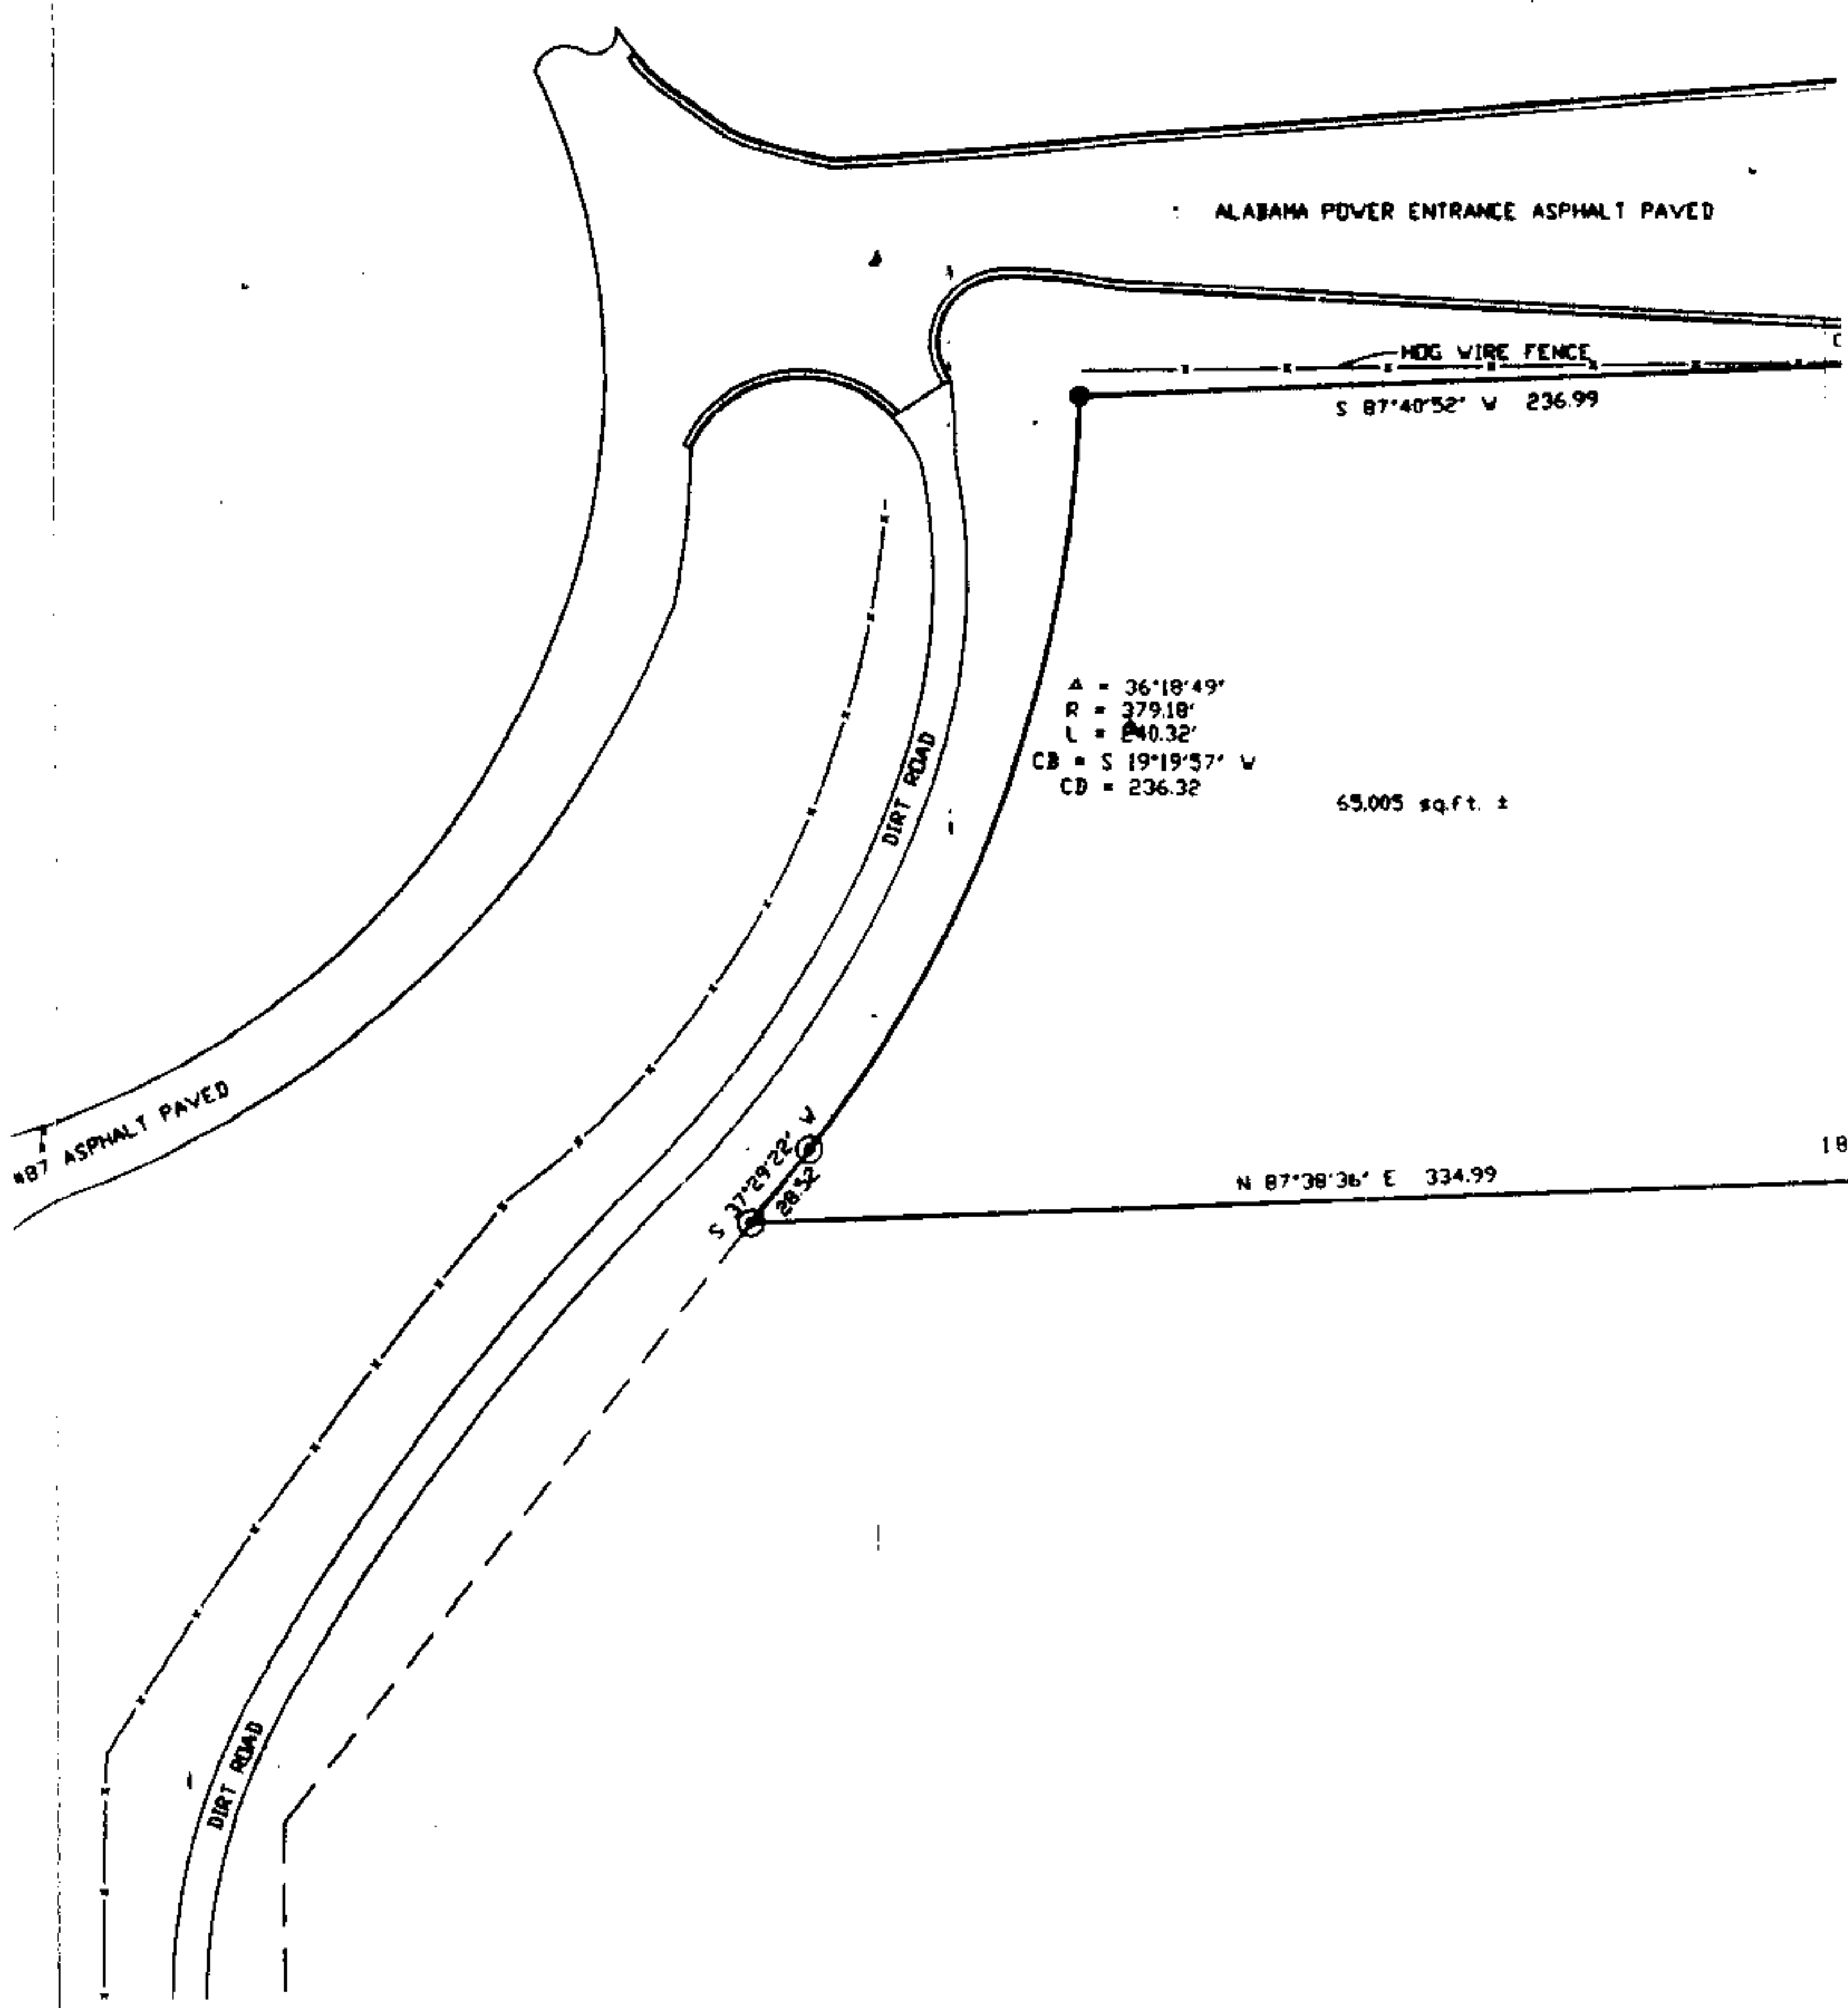 ALABAMA POWER ENTRANCE ASPHALT PAVED
HOG WIRE FENCE
S 87°40'52" W 236.99
Δ = 36°18'49"
R = 379.18'
L = 240.32'
CB = S 19°19'57" W
CD = 236.32
65,005 sq.ft. ±
DIRT ROAD
#87 ASPHALT PAVED
S 37°29'22" W
28.52
N 87°38'36" E 334.99
18
DIRT ROAD